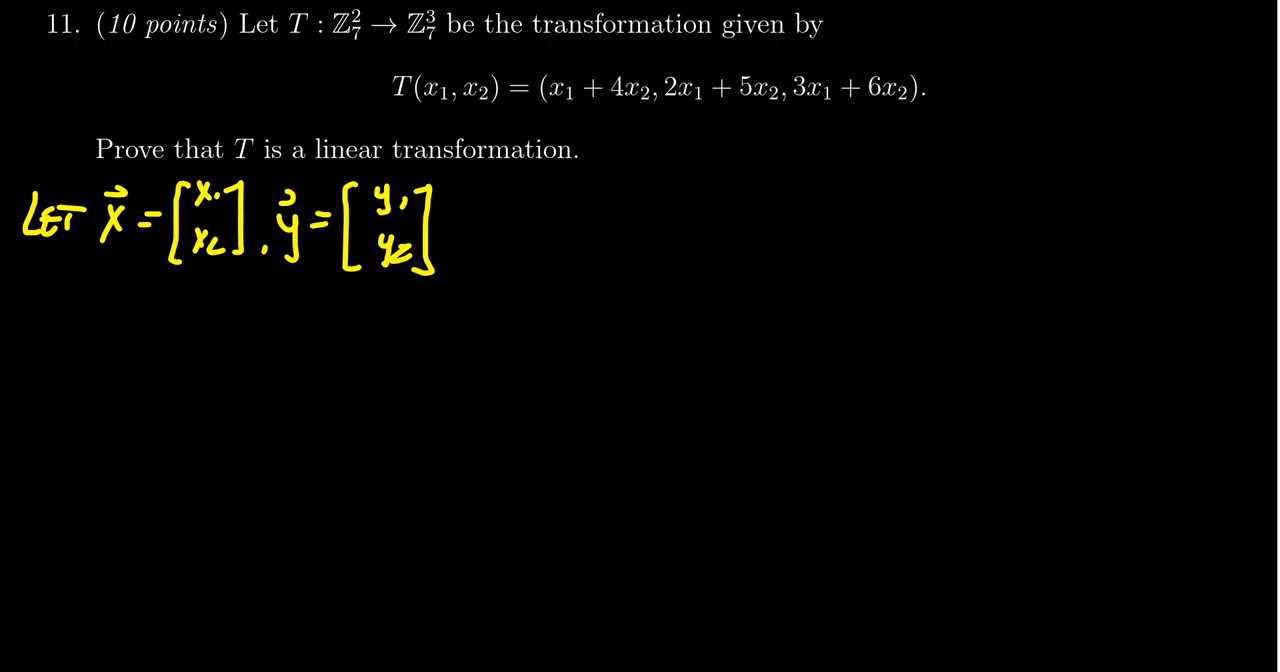 11. (10 points) Let T : ℤ₇² → ℤ₇³ be the transformation given by
T(x₁, x₂) = (x₁ + 4x₂, 2x₁ + 5x₂, 3x₁ + 6x₂).
Prove that T is a linear transformation.
LET x⃗ = [x₁ x₂], y⃗ = [y₁ y₂]